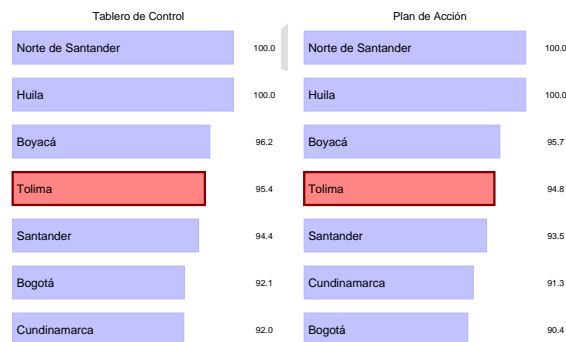 Tablero de Control
Norte de Santander 100.0
Huila 100.0
Boyacá 96.2
Tolima 95.4
Santander 94.4
Bogotá 92.1
Cundinamarca 92.0
Plan de Acción
Norte de Santander 100.0
Huila 100.0
Boyacá 95.7
Tolima 94.8
Santander 93.5
Cundinamarca 91.3
Bogotá 90.4